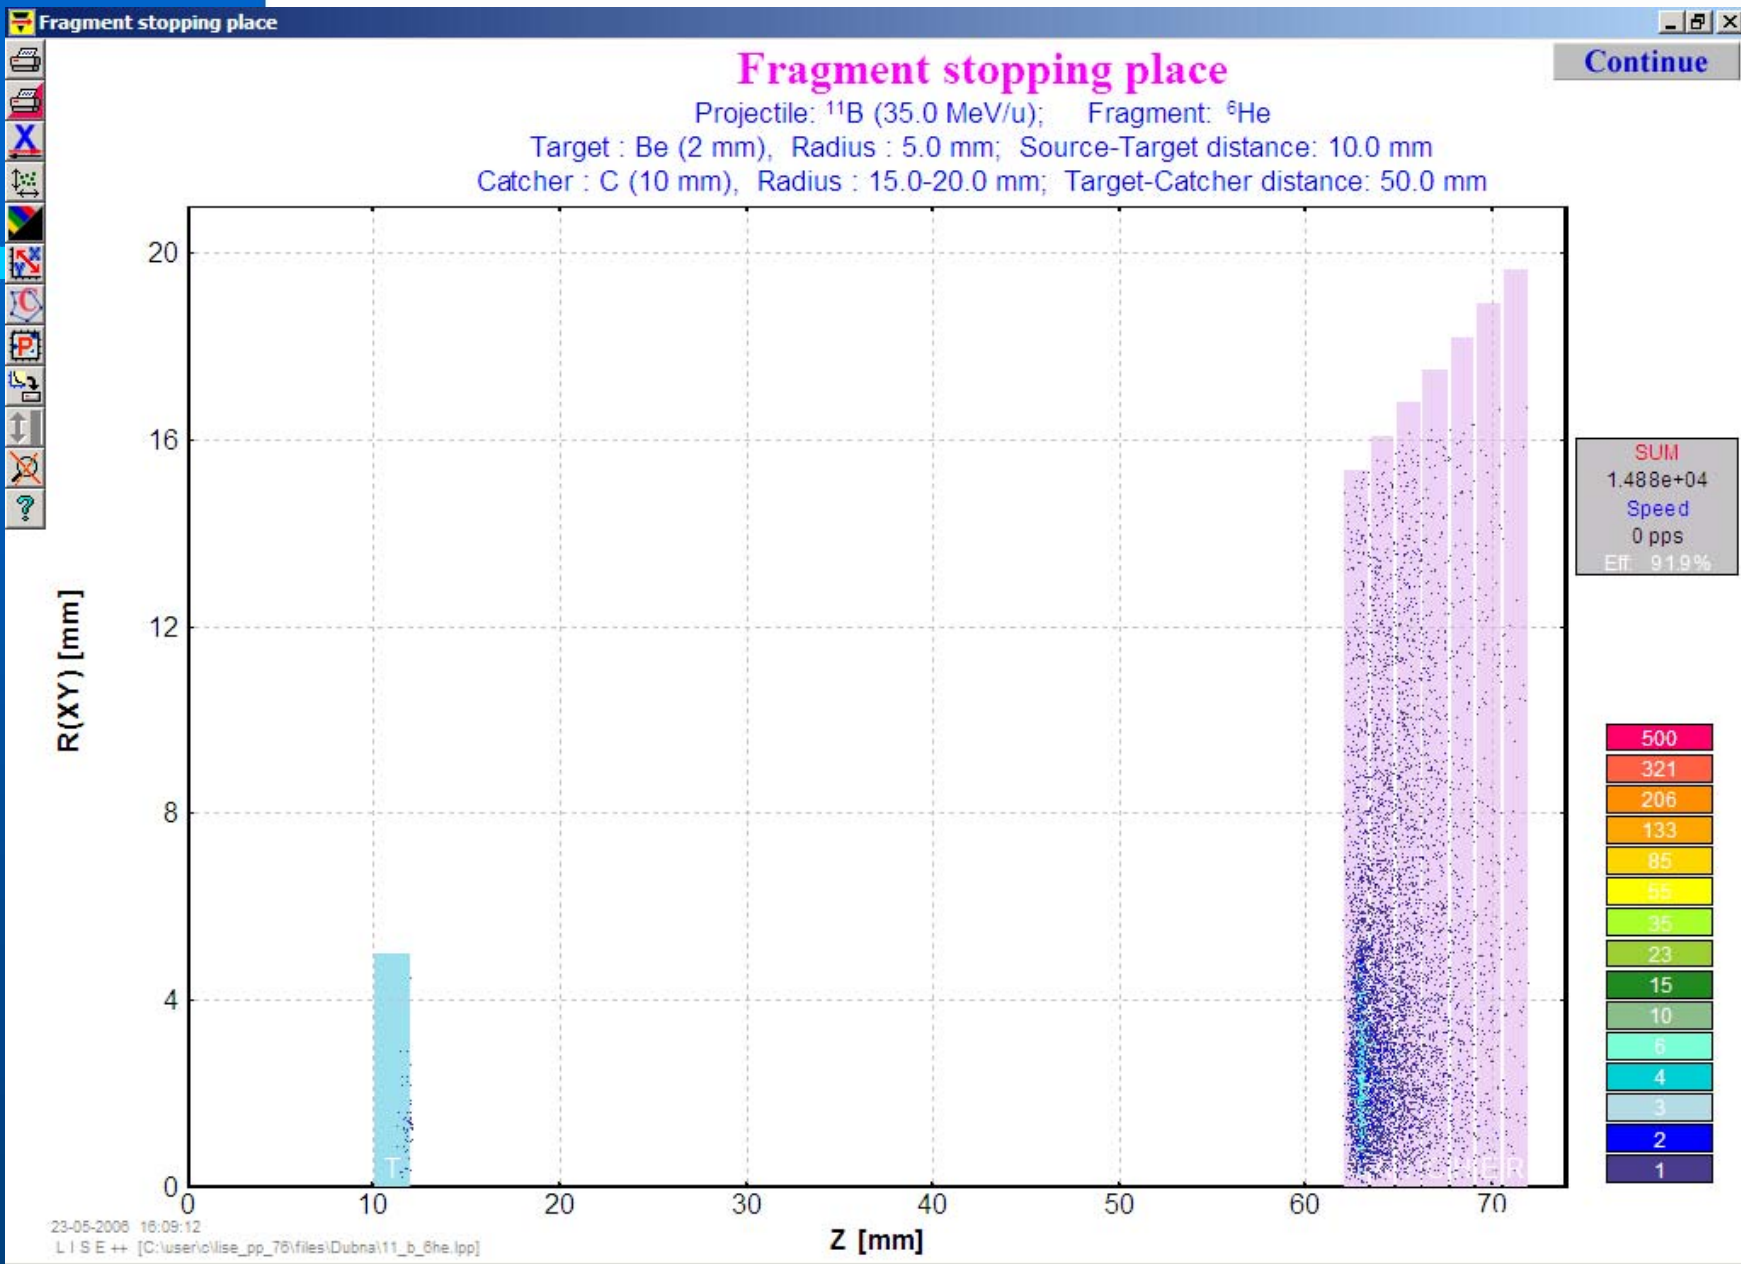 Fragment stopping place
Continue
Fragment stopping place
Projectile: ¹¹B (35.0 MeV/u);   Fragment: ⁶He
Target : Be (2 mm), Radius : 5.0 mm; Source-Target distance: 10.0 mm
Catcher : C (10 mm), Radius : 15.0-20.0 mm; Target-Catcher distance: 50.0 mm
20
16
12
8
4
0
R(XY) [mm]
T
H E R
0 10 20 30 40 50 60 70
Z [mm]
SUM
1.488e+04
Speed
0 pps
Eff: 91.9%
500
321
206
133
85
55
35
23
15
10
6
4
3
2
1
23-05-2006 16:09:12
L I S E ++ [C:\user\c\lise_pp_76\files\Dubna\11_b_6he.lpp]